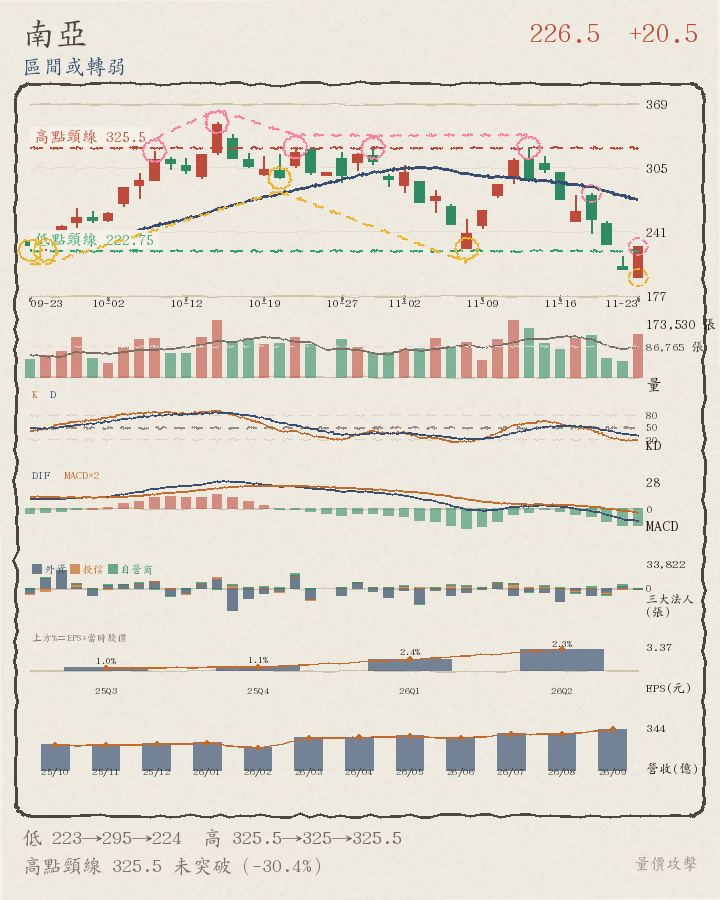 南亞
226.5 +20.5
區間或轉弱
369
高點頸線 325.5
305
低點頸線 222.75
241
177
09-23 10-02 10-12 10-19 10-27 11-02 11-09 11-16 11-23
173,530 張
86,765 張
量
K D
80
50
20
KD
DIF MACD×2
28
0
MACD
外資 投信 自營商
33,822
0
三大法人
(張)
上方%=EPS÷當時股價
1.0% 1.1% 2.4% 2.3%
3.37
25Q3 25Q4 26Q1 26Q2
EPS(元)
344
25/10 25/11 25/12 26/01 26/02 26/03 26/04 26/05 26/06 26/07 26/08 26/09
營收(億)
低 223→295→224 高 325.5→325→325.5
高點頸線 325.5 未突破 (-30.4%)
量價攻擊